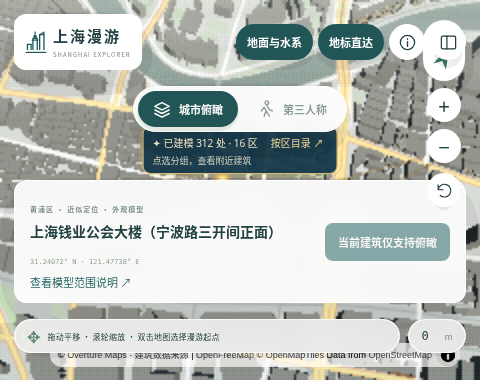 上海漫游
SHANGHAI EXPLORER
地面与水系
地标直达
城市俯瞰
第三人称
✦ 已建模 312 处 · 16 区 按区目录 ↗
点选分组，查看附近建筑
黄浦区 • 近似定位 • 外观模型
上海钱业公会大楼（宁波路三开间正面）
当前建筑仅支持俯瞰
31.24072° N · 121.47738° E
查看模型范围说明 ↗
拖动平移 • 滚轮缩放 • 双击地图选择漫游起点
0 m
© Overture Maps · 建筑数据来源 | OpenFreeMap © OpenMapTiles Data from OpenStreetMap